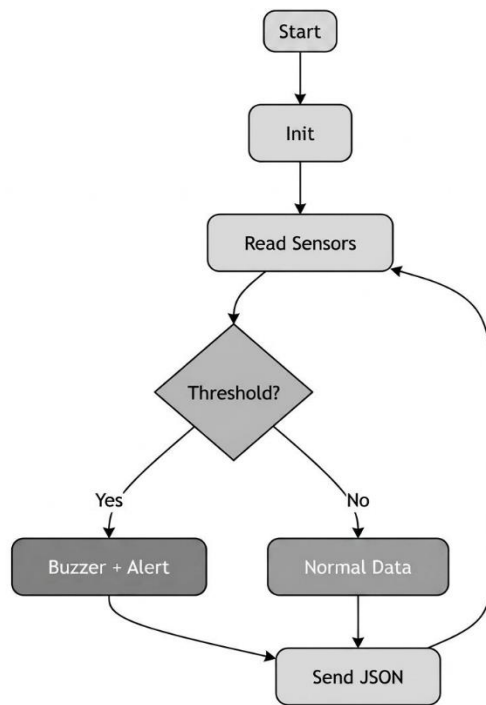 Start
Init
Read Sensors
Threshold?
Yes
No
Buzzer + Alert
Normal Data
Send JSON